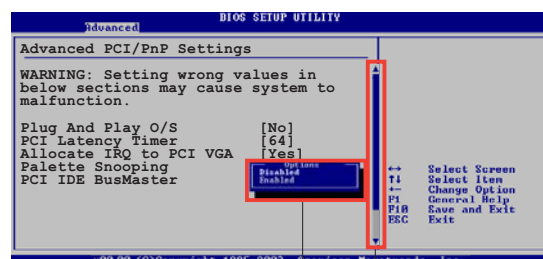 BIOS SETUP UTILITY
Advanced
Advanced PCI/PnP Settings
WARNING: Setting wrong values in
below sections may cause system to
malfunction.
Plug And Play O/S [No]
PCI Latency Timer [64]
Allocate IRQ to PCI VGA [Yes]
Palette Snooping
PCI IDE BusMaster
Options
Disabled
Enabled
↔ Select Screen
↑↓ Select Item
+- Change Option
F1 General Help
F10 Save and Exit
ESC Exit